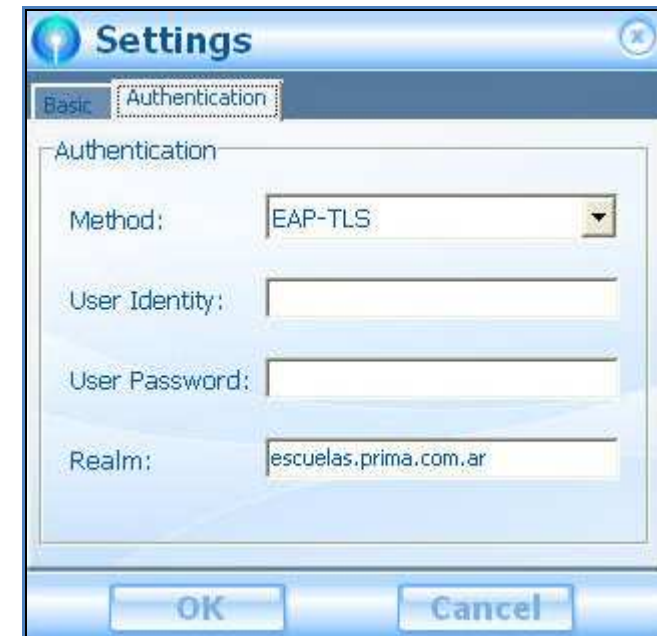 Settings
Basic Authentication
Authentication
Method: EAP-TLS
User Identity:
User Password:
Realm: escuelas.prima.com.ar
OK Cancel